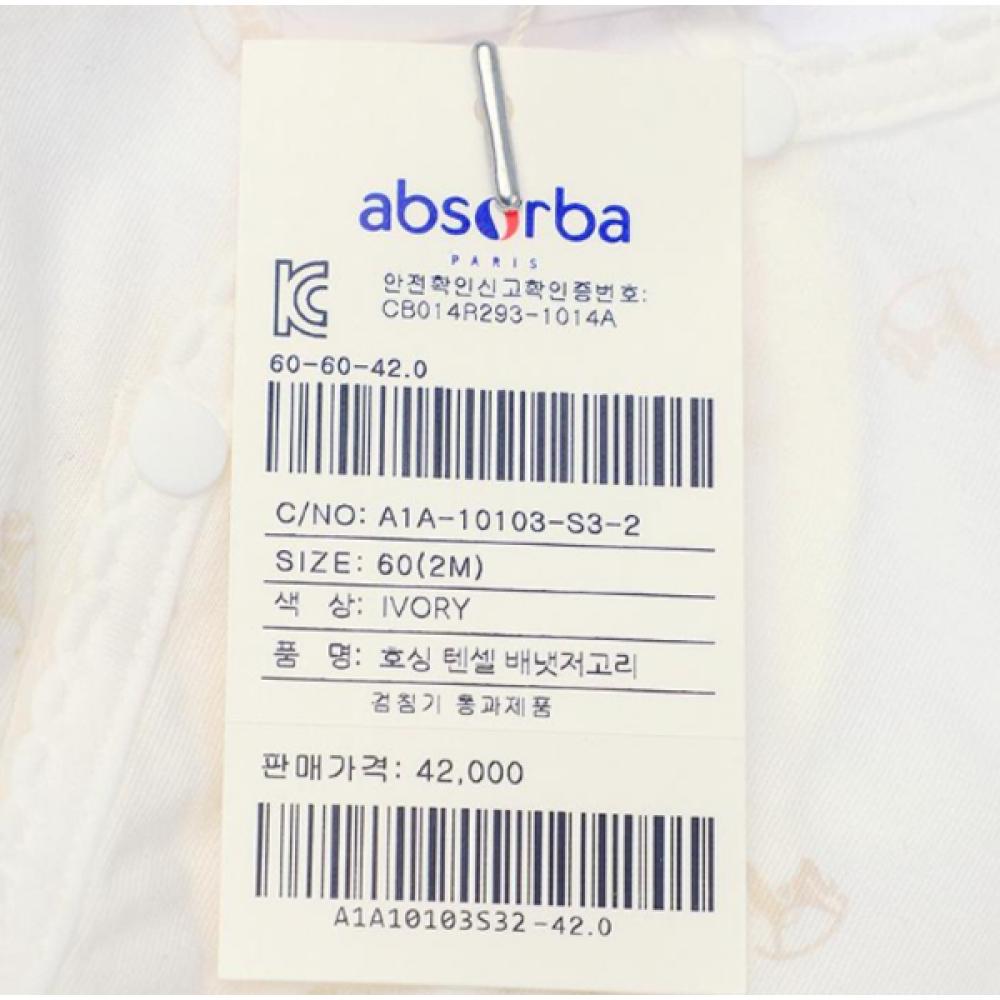 absorba
PARIS
안전확인신고확인증번호:
CB014R293-1014A
60-60-42.0
C/NO: A1A-10103-S3-2
SIZE: 60(2M)
색 상: IVORY
품 명: 호싱 텐셀 배냇저고리
검침기 통과제품
판매가격: 42,000
A1A10103S32-42.0